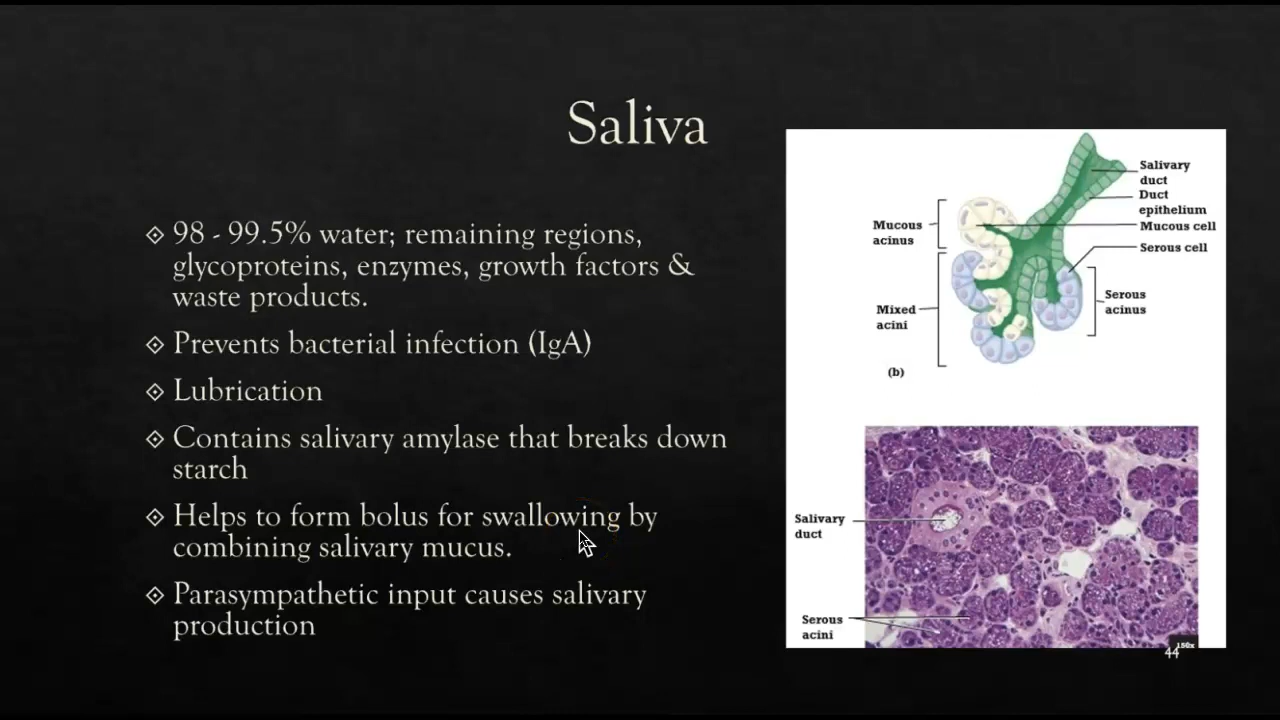 Saliva
98 - 99.5% water; remaining regions,
glycoproteins, enzymes, growth factors &
waste products.
Prevents bacterial infection (IgA)
Lubrication
Contains salivary amylase that breaks down
starch
Helps to form bolus for swallowing by
combining salivary mucus.
Parasympathetic input causes salivary
production
Salivary
duct
Duct
epithelium
Mucous cell
Serous cell
Mucous
acinus
Mixed
acini
Serous
acinus
(b)
Salivary
duct
Serous
acini
150x
44